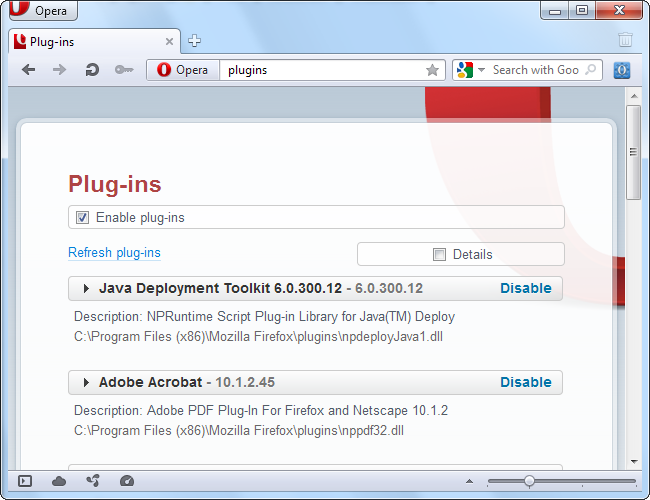 Opera
Plug-ins
Opera plugins Search with Goo
Plug-ins
Enable plug-ins
Refresh plug-ins Details
Java Deployment Toolkit 6.0.300.12 - 6.0.300.12 Disable
Description: NPRuntime Script Plug-in Library for Java(TM) Deploy
C:\Program Files (x86)\Mozilla Firefox\plugins\npdeployJava1.dll
Adobe Acrobat - 10.1.2.45 Disable
Description: Adobe PDF Plug-In For Firefox and Netscape 10.1.2
C:\Program Files (x86)\Mozilla Firefox\plugins\nppdf32.dll